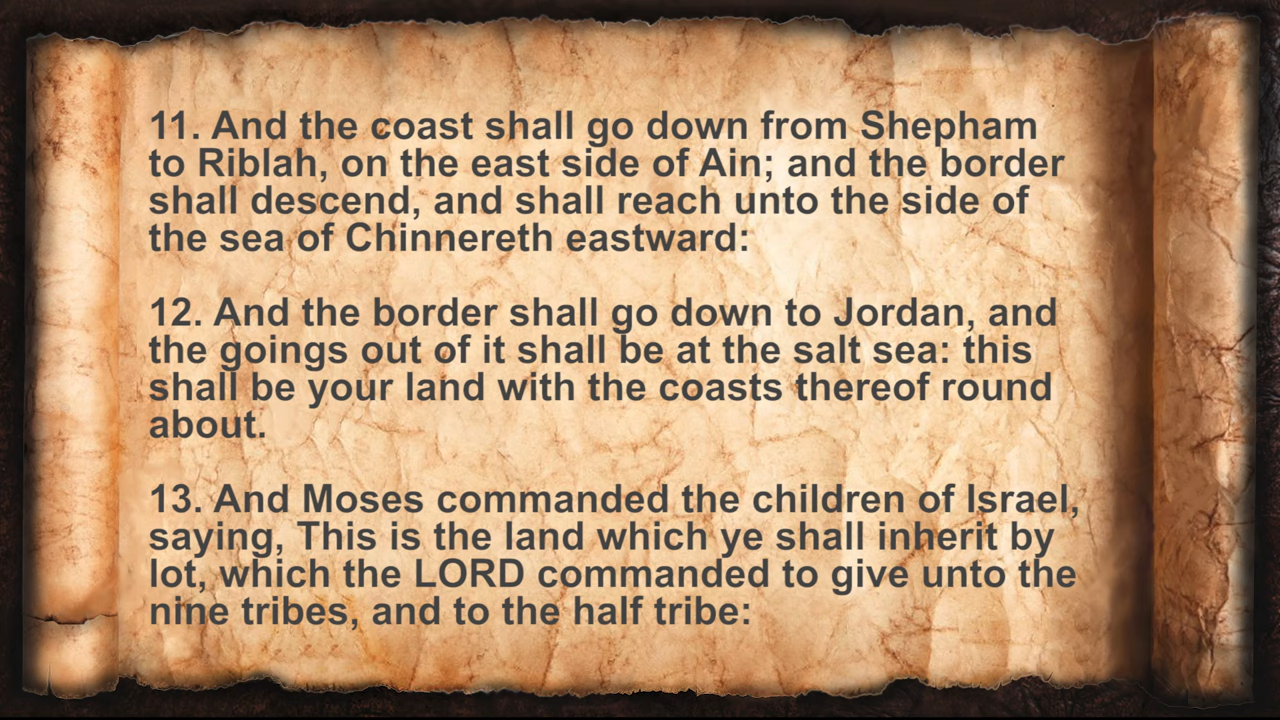 11. And the coast shall go down from Shepham
to Riblah, on the east side of Ain; and the border
shall descend, and shall reach unto the side of
the sea of Chinnereth eastward:
12. And the border shall go down to Jordan, and
the goings out of it shall be at the salt sea: this
shall be your land with the coasts thereof round
about.
13. And Moses commanded the children of Israel,
saying, This is the land which ye shall inherit by
lot, which the LORD commanded to give unto the
nine tribes, and to the half tribe: